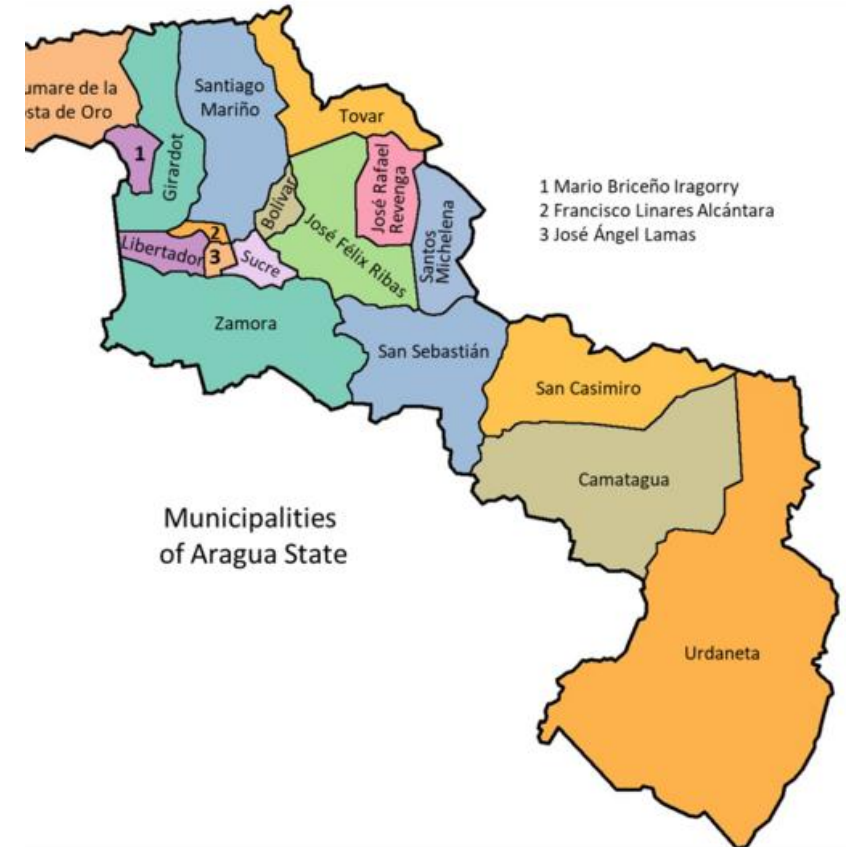 umare de la
sta de Oro
Santiago
Mariño
Tovar
1
Girardot
Bolívar
José Rafael
Revenga
1 Mario Briceño Iragorry
2 Francisco Linares Alcántara
3 José Ángel Lamas
2
Libertador
3
Sucre
José Félix Ribas
Santos
Michelena
Zamora
San Sebastián
San Casimiro
Camatagua
Municipalities
of Aragua State
Urdaneta